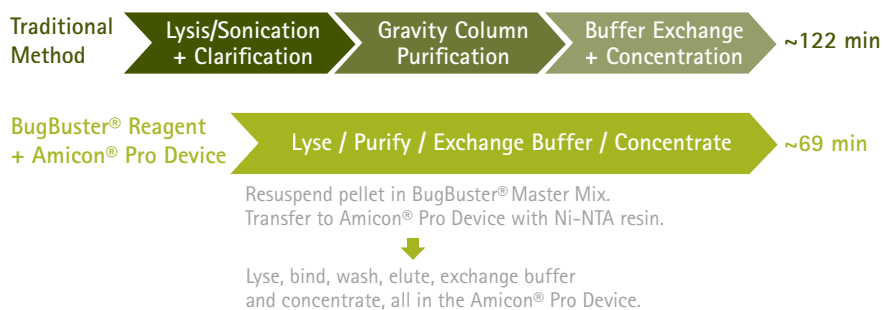 Traditional
Method
Lysis/Sonication
+ Clarification
Gravity Column
Purification
Buffer Exchange
+ Concentration
~122 min
BugBuster® Reagent
+ Amicon® Pro Device
Lyse / Purify / Exchange Buffer / Concentrate
~69 min
Resuspend pellet in BugBuster® Master Mix.
Transfer to Amicon® Pro Device with Ni-NTA resin.
Lyse, bind, wash, elute, exchange buffer
and concentrate, all in the Amicon® Pro Device.